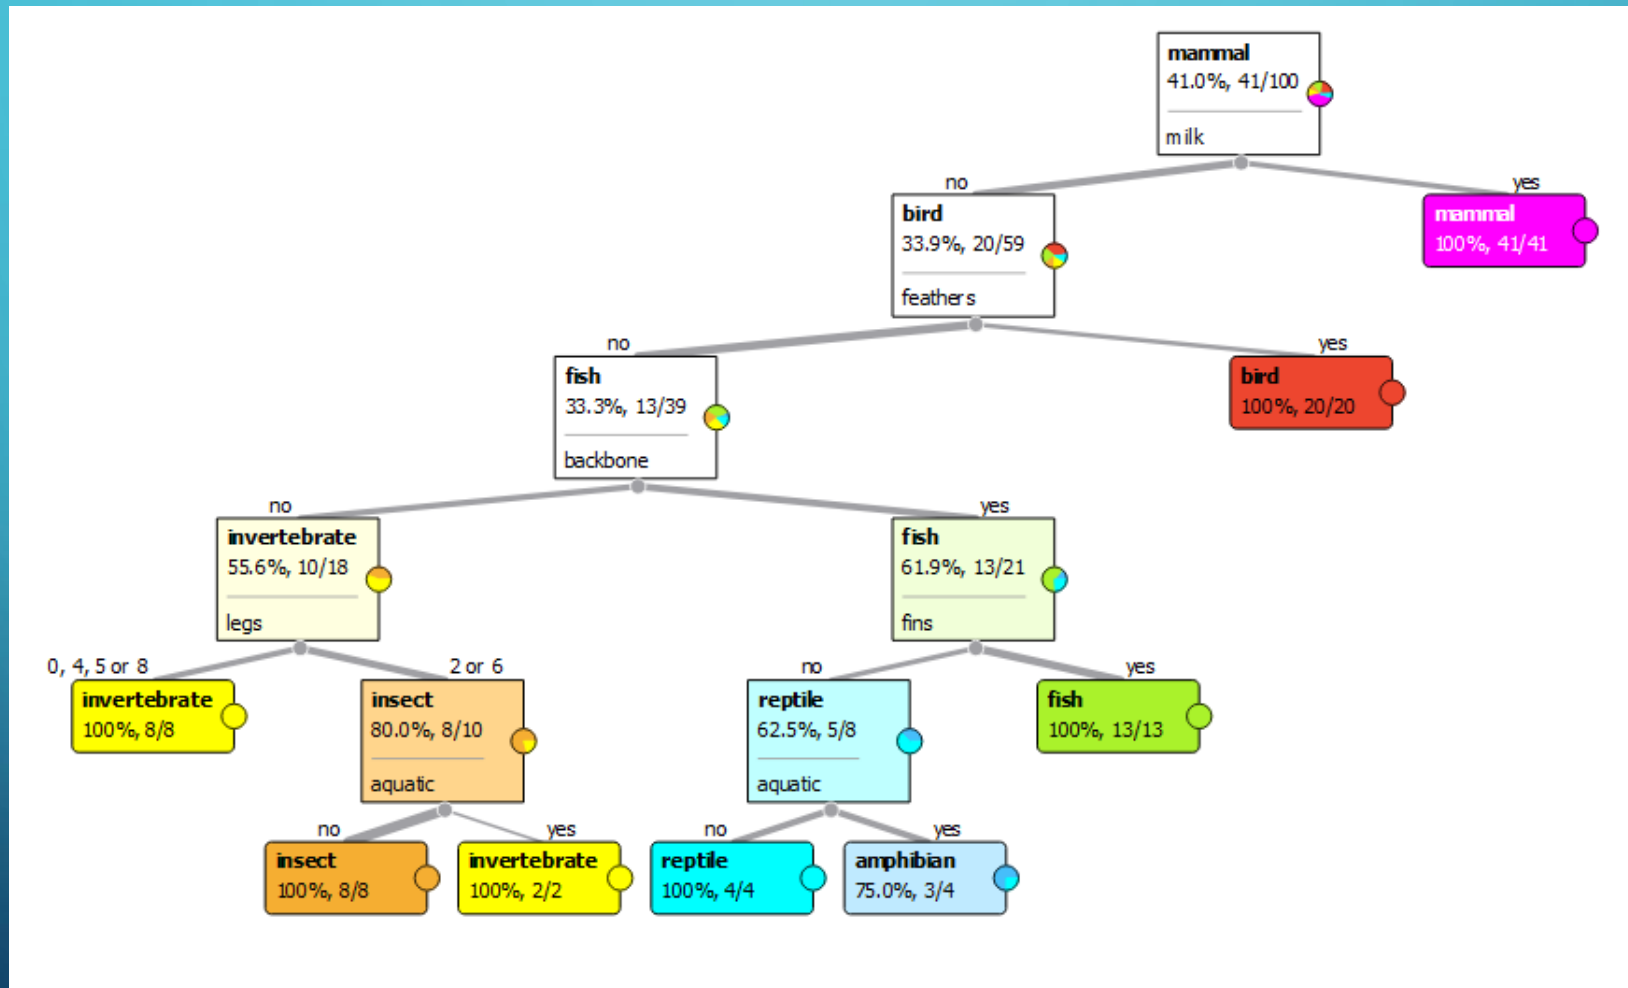 mammal
41.0%, 41/100
milk
no
yes
bird
33.9%, 20/59
feathers
mammal
100%, 41/41
no
yes
fish
33.3%, 13/39
backbone
bird
100%, 20/20
no
yes
invertebrate
55.6%, 10/18
legs
fish
61.9%, 13/21
fins
0, 4, 5 or 8
2 or 6
no
yes
invertebrate
100%, 8/8
insect
80.0%, 8/10
aquatic
reptile
62.5%, 5/8
aquatic
fish
100%, 13/13
no
yes
no
yes
insect
100%, 8/8
invertebrate
100%, 2/2
reptile
100%, 4/4
amphibian
75.0%, 3/4